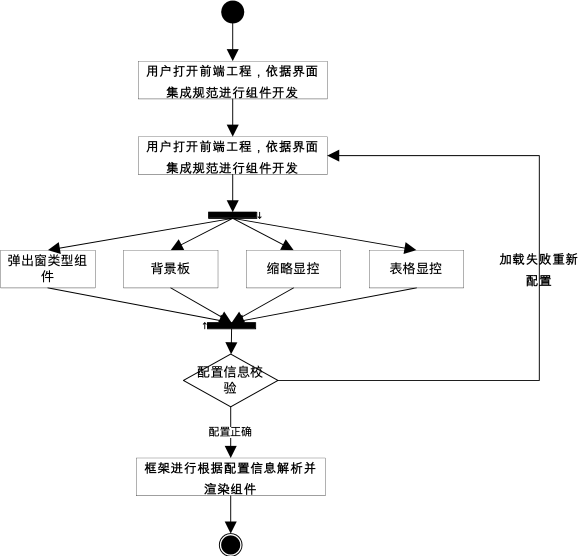 用户打开前端工程，依据界面
集成规范进行组件开发
用户打开前端工程，依据界面
集成规范进行组件开发
弹出窗类型组
件
背景板
缩略显控
表格显控
加载失败重新
配置
配置信息校
验
配置正确
框架进行根据配置信息解析并
渲染组件